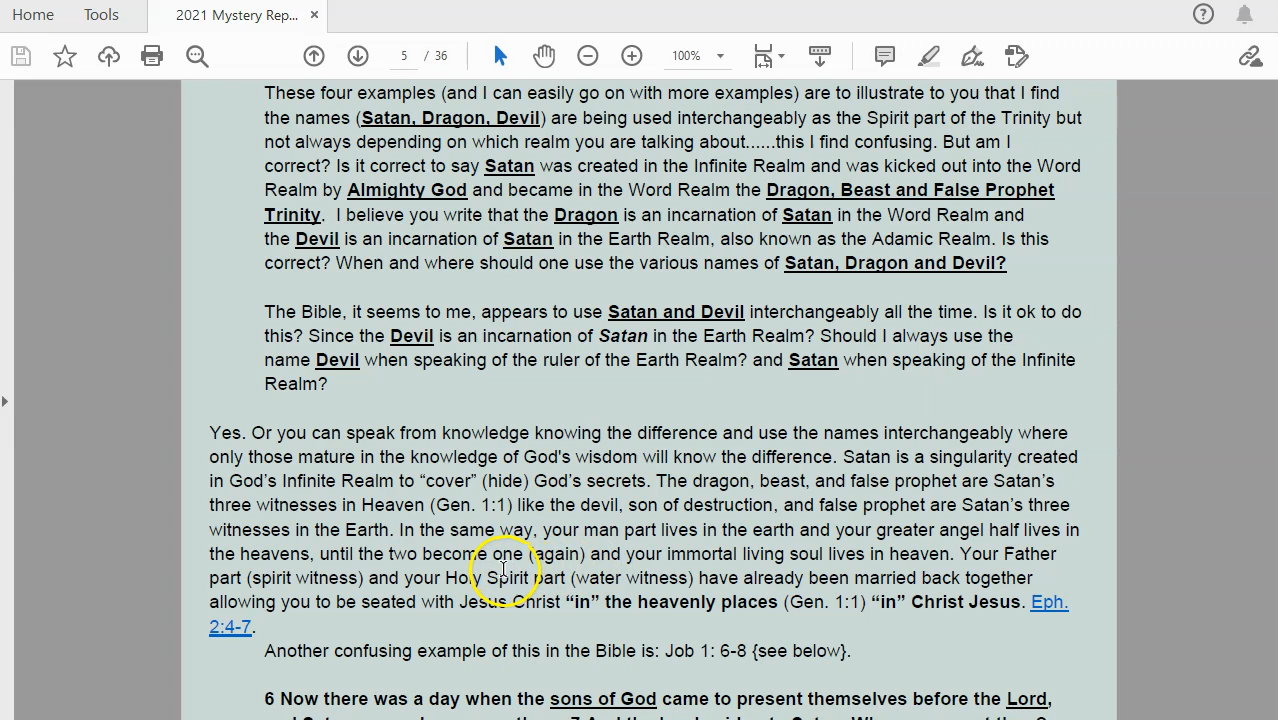 Home Tools 2021 Mystery Rep... ×
5 / 36 100%
These four examples (and I can easily go on with more examples) are to illustrate to you that I find
the names (Satan, Dragon, Devil) are being used interchangeably as the Spirit part of the Trinity but
not always depending on which realm you are talking about......this I find confusing. But am I
correct? Is it correct to say Satan was created in the Infinite Realm and was kicked out into the Word
Realm by Almighty God and became in the Word Realm the Dragon, Beast and False Prophet
Trinity. I believe you write that the Dragon is an incarnation of Satan in the Word Realm and
the Devil is an incarnation of Satan in the Earth Realm, also known as the Adamic Realm. Is this
correct? When and where should one use the various names of Satan, Dragon and Devil?
The Bible, it seems to me, appears to use Satan and Devil interchangeably all the time. Is it ok to do
this? Since the Devil is an incarnation of Satan in the Earth Realm? Should I always use the
name Devil when speaking of the ruler of the Earth Realm? and Satan when speaking of the Infinite
Realm?
Yes. Or you can speak from knowledge knowing the difference and use the names interchangeably where
only those mature in the knowledge of God's wisdom will know the difference. Satan is a singularity created
in God's Infinite Realm to “cover” (hide) God's secrets. The dragon, beast, and false prophet are Satan's
three witnesses in Heaven (Gen. 1:1) like the devil, son of destruction, and false prophet are Satan's three
witnesses in the Earth. In the same way, your man part lives in the earth and your greater angel half lives in
the heavens, until the two become one (again) and your immortal living soul lives in heaven. Your Father
part (spirit witness) and your Holy Spirit part (water witness) have already been married back together
allowing you to be seated with Jesus Christ “in” the heavenly places (Gen. 1:1) “in” Christ Jesus. Eph.
2:4-7.
Another confusing example of this in the Bible is: Job 1: 6-8 {see below}.
6 Now there was a day when the sons of God came to present themselves before the Lord,